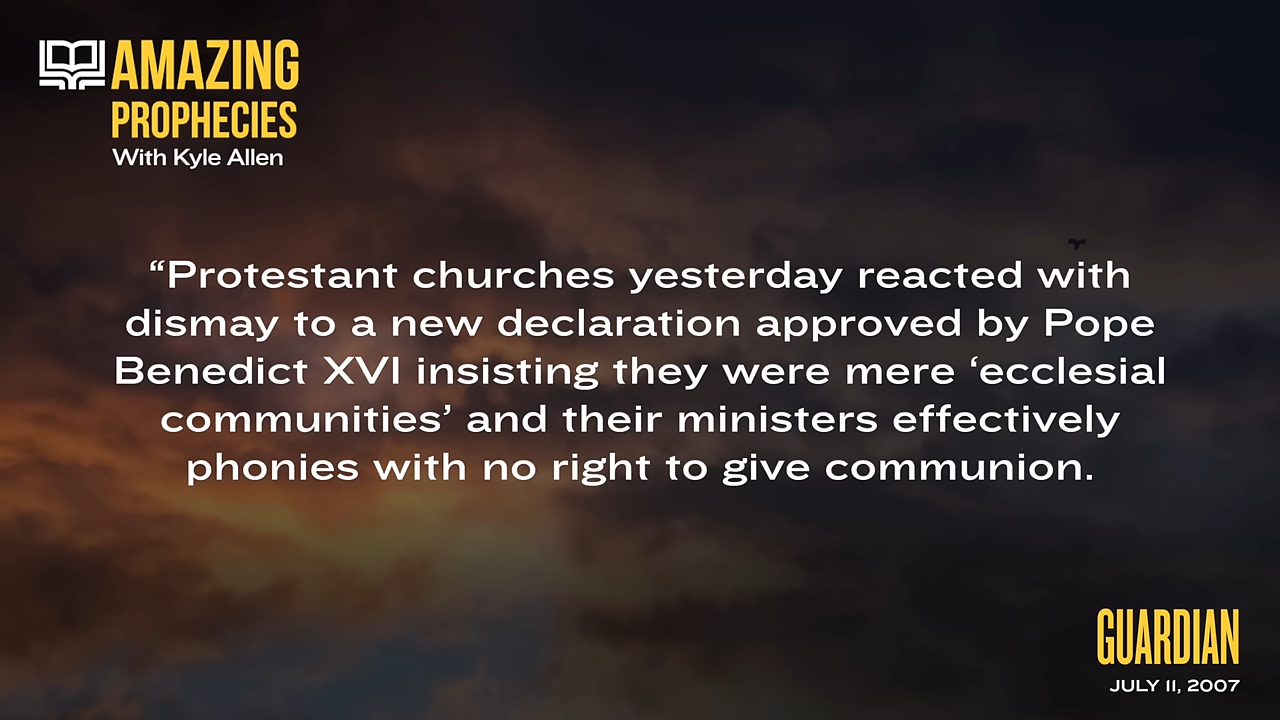 AMAZING
PROPHECIES
With Kyle Allen
“Protestant churches yesterday reacted with
dismay to a new declaration approved by Pope
Benedict XVI insisting they were mere ‘ecclesial
communities’ and their ministers effectively
phonies with no right to give communion.
GUARDIAN
JULY 11, 2007